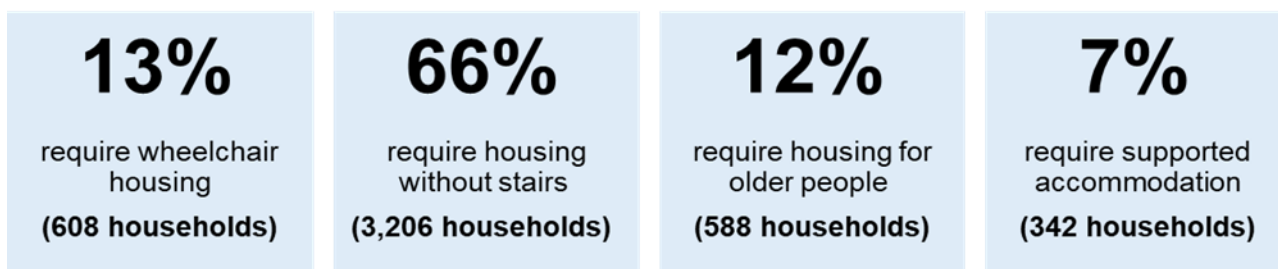 13%
require wheelchair
housing
(608 households)
66%
require housing
without stairs
(3,206 households)
12%
require housing for
older people
(588 households)
7%
require supported
accommodation
(342 households)